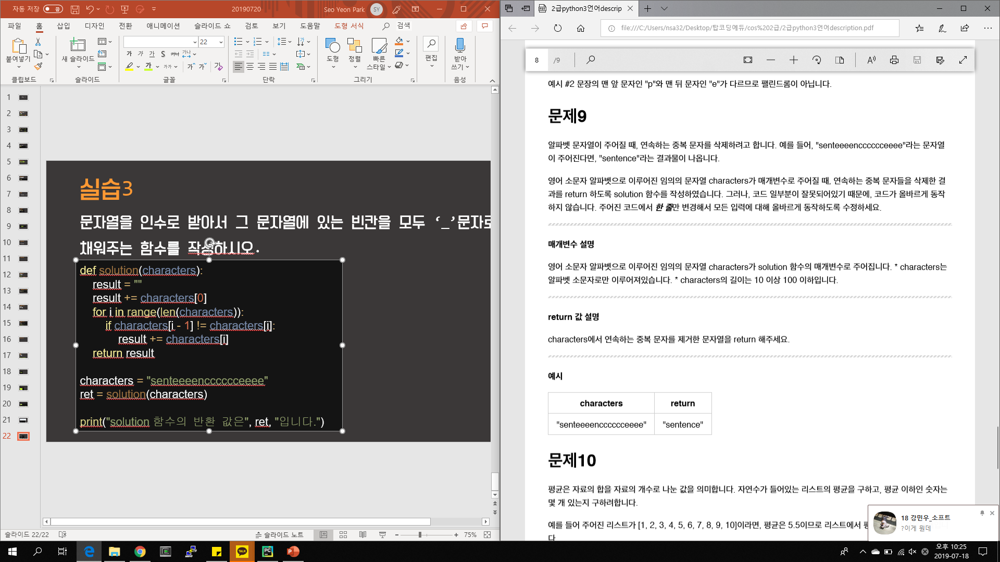 자동 저장 끔
20190720
Seo Yeon Park SY
파일 홈 삽입 디자인 전환 애니메이션 슬라이드 쇼 검토 보기 도움말 도형 서식 검색
22
붙여넣기
새 슬라이드
가 가 가 S 가나
가 가가가 가 가
도형
정렬
빠른
스타일
편집
받아
쓰기
클립보드 슬라이드 글꼴 단락 그리기 음성
1
2
3
4
5
6
7
8
9
10
11
12
13
14
15
16
17
18
19
20
21
22
실습3
문자열을 인수로 받아서 그 문자열에 있는 빈칸을 모두 ‘_’문자로
채워주는 함수를 작성하시오.
def solution(characters):
result = ""
result += characters[0]
for i in range(len(characters)):
if characters[i - 1] != characters[i]:
result += characters[i]
return result
characters = "senteeeencccccceeee"
ret = solution(characters)
print("solution 함수의 반환 값은", ret, "입니다.")
슬라이드 22/22
슬라이드 노트
75%
2급python3언어descrip
file:///C:/Users/nsa32/Desktop/탑코딩에듀/cos%202급/2급python3언어description.pdf
8 /9
예시 #2 문장의 맨 앞 문자인 "p"와 맨 뒤 문자인 "e"가 다르므로 팰린드롬이 아닙니다.
문제9
알파벳 문자열이 주어질 때, 연속하는 중복 문자를 삭제하려고 합니다. 예를 들어, "senteeeencccccceeee"라는 문자열
이 주어진다면, "sentence"라는 결과물이 나옵니다.
영어 소문자 알파벳으로 이루어진 임의의 문자열 characters가 매개변수로 주어질 때, 연속하는 중복 문자들을 삭제한 결
과를 return 하도록 solution 함수를 작성하였습니다. 그러나, 코드 일부분이 잘못되어있기 때문에, 코드가 올바르게 동작
하지 않습니다. 주어진 코드에서 한 줄만 변경해서 모든 입력에 대해 올바르게 동작하도록 수정하세요.
매개변수 설명
영어 소문자 알파벳으로 이루어진 임의의 문자열 characters가 solution 함수의 매개변수로 주어집니다. * characters는
알파벳 소문자로만 이루어져있습니다. * characters의 길이는 10 이상 100 이하입니다.
return 값 설명
characters에서 연속하는 중복 문자를 제거한 문자열을 return 해주세요.
예시
characters return
"senteeeencccccceeee" "sentence"
문제10
평균은 자료의 합을 자료의 개수로 나눈 값을 의미합니다. 자연수가 들어있는 리스트의 평균을 구하고, 평균 이하인 숫자는
몇 개 있는지 구하려합니다.
예를 들어 주어진 리스트가 [1, 2, 3, 4, 5, 6, 7, 8, 9, 10]이라면, 평균은 5.5이므로 리스트에서
다
18 강민우_소프트
?이게 뭔데
TALK
오후 10:25
2019-07-18